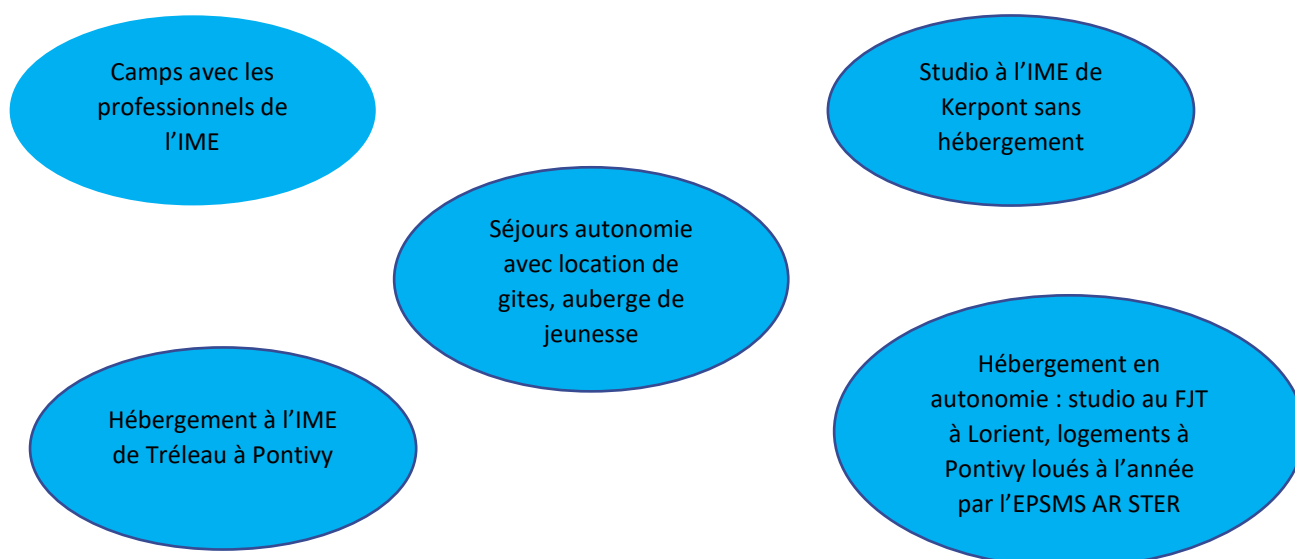 Camps avec les
professionnels de
l’IME
Studio à l’IME de
Kerpont sans
hébergement
Séjours autonomie
avec location de
gites, auberge de
jeunesse
Hébergement à l’IME
de Tréleau à Pontivy
Hébergement en
autonomie : studio au FJT
à Lorient, logements à
Pontivy loués à l’année
par l’EPSMS AR STER